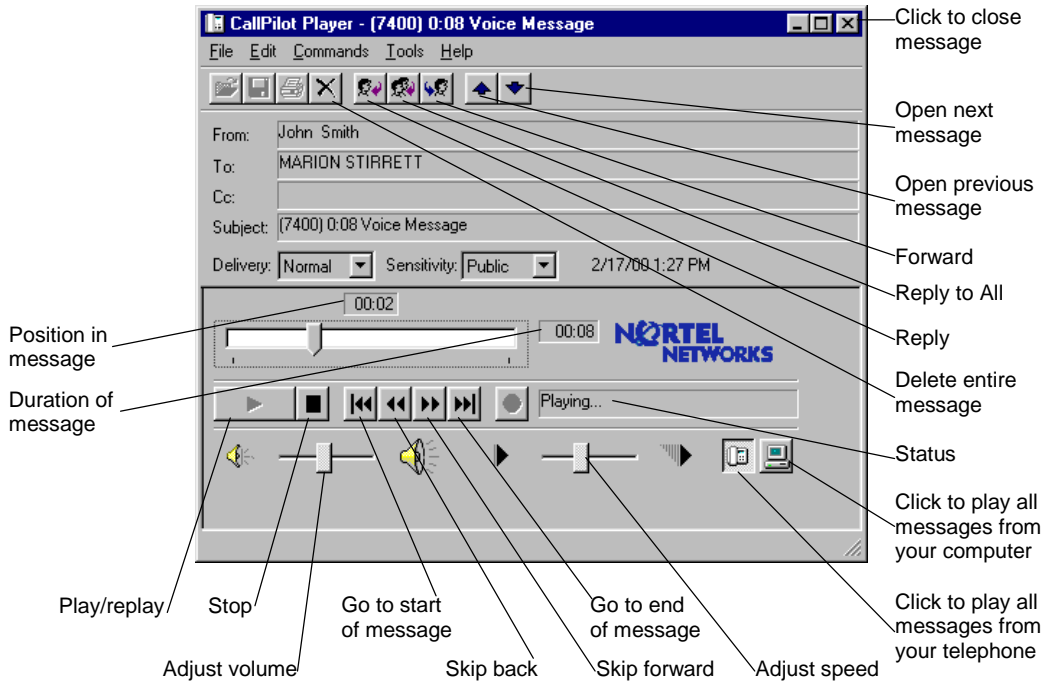 CallPilot Player - (7400) 0:08 Voice Message
File Edit Commands Tools Help
From: John Smith
To: MARION STIRRETT
Cc:
Subject: (7400) 0:08 Voice Message
Delivery: Normal Sensitivity: Public 2/17/00 1:27 PM
00:02
00:08
NORTEL
NETWORKS
Playing...
Click to close
message
Open next
message
Open previous
message
Forward
Reply to All
Reply
Delete entire
message
Status
Click to play all
messages from
your computer
Click to play all
messages from
your telephone
Position in
message
Duration of
message
Play/replay
Stop
Go to start
of message
Go to end
of message
Adjust volume
Skip back
Skip forward
Adjust speed